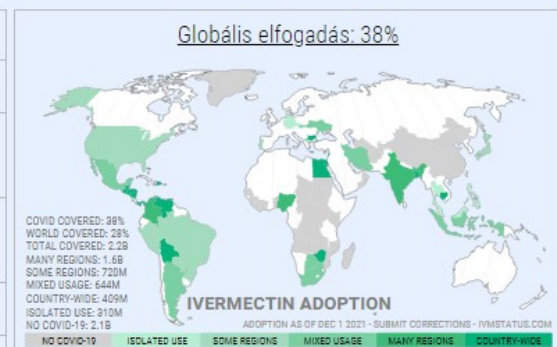 Globális elfogadás: 38%
COVID COVERED: 38%
WORLD COVERED: 28%
TOTAL COVERED: 2.2B
MANY REGIONS: 1.6B
SOME REGIONS: 720M
MIXED USAGE: 644M
COUNTRY-WIDE: 409M
ISOLATED USE: 310M
NO COVID-19: 2.1B
IVERMECTIN ADOPTION
ADOPTION AS OF DEC 1 2021 - SUBMIT CORRECTIONS - IVMSTATUS.COM
NO COVID-19 ISOLATED USE SOME REGIONS MIXED USAGE MANY REGIONS COUNTRY-WIDE